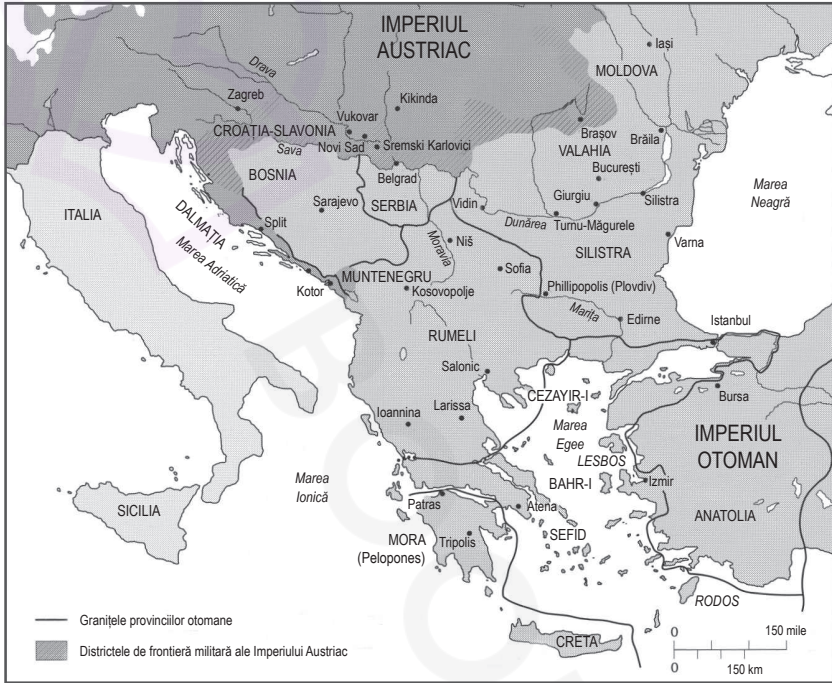 IMPERIUL
AUSTRIAC
Iași
MOLDOVA
Drava
Zagreb
Kikinda
Vukovar
CROAȚIA-SLAVONIA
Brașov
Brăila
Novi Sad
Sremski Karlovici
VALAHIA
Sava
BOSNIA
Belgrad
București
Marea
Neagră
ITALIA
Sarajevo
SERBIA
Vidin
Giurgiu
Silistra
DALMAȚIA
Split
Dunărea
Turnu-Măgurele
Marea Adriatică
Moravia
Niš
SILISTRA
Varna
Sofia
MUNTENEGRU
Kotor
Kosovopolje
Phillipopolis (Plovdiv)
Marița
Edirne
Istanbul
RUMELI
Salonic
CEZAYIR-I
Bursa
Ioannina
Larissa
Marea
Egee
IMPERIUL
OTOMAN
LESBOS
Marea
Ionică
BAHR-I
Izmir
SICILIA
Patras
Atena
ANATOLIA
MORA
(Pelopones)
Tripolis
SEFID
RODOS
Granițele provinciilor otomane
Districtele de frontieră militară ale Imperiului Austriac
CRETA
0 150 mile
0 150 km